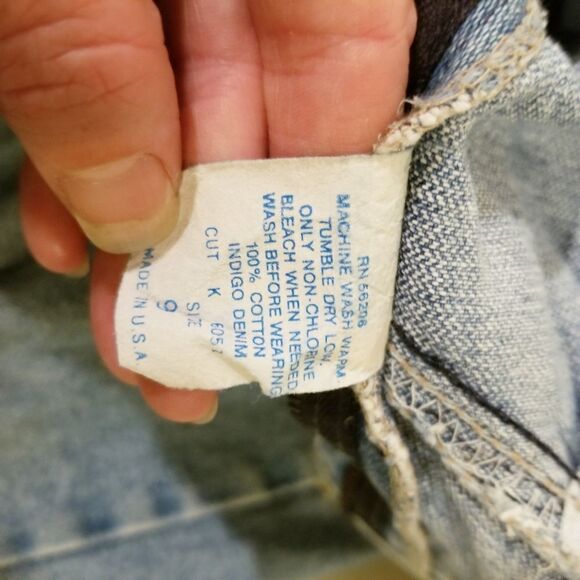 RN 56206
MACHINE WASH WARM
TUMBLE DRY LOW,
ONLY NON-CHLORINE
BLEACH WHEN NEEDED
WASH BEFORE WEARING
100% COTTON
INDIGO DENIM
CUT K 6051
SIZE
9
MADE IN U.S.A